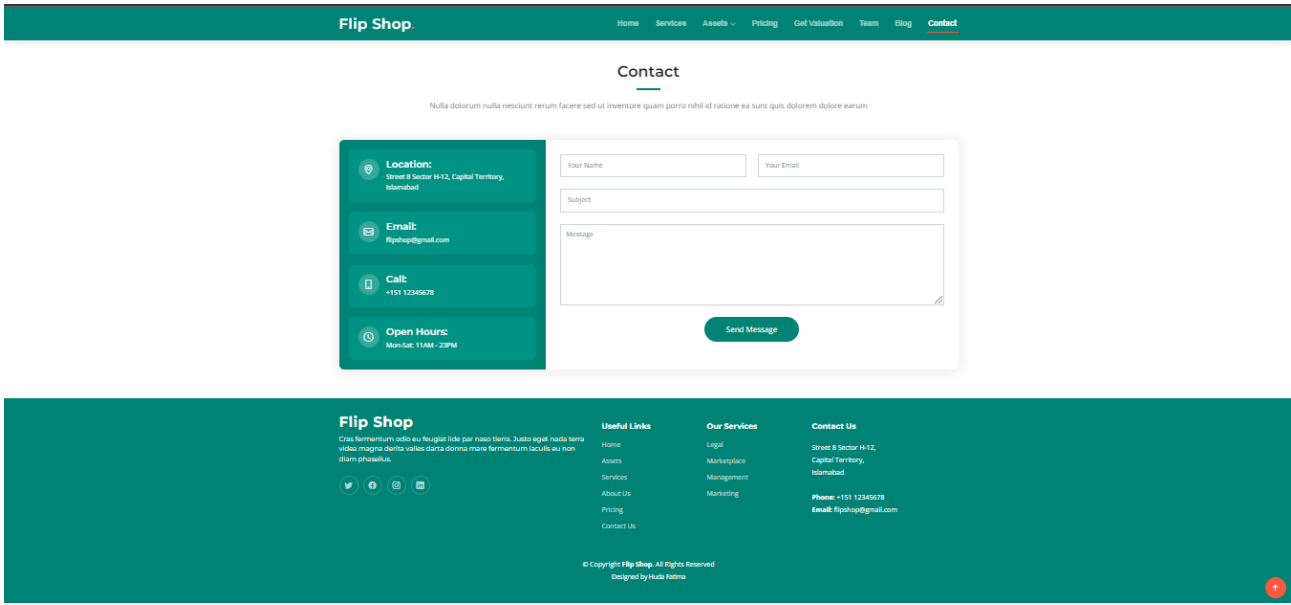 Flip Shop.
Home Services Assets Pricing Get Valuation Team Blog Contact
Contact
Nulla dolorum nulla nesciunt rerum facere sed ut inventore quam porro nihil id ratione ea sunt quis dolorem dolore earum
Location:
Street 8 Sector H-12, Capital Territory,
Islamabad
Email:
flipshop@gmail.com
Call:
+151 12345678
Open Hours:
Mon-Sat: 11AM - 23PM
Your Name
Your Email
Subject
Message
Send Message
Flip Shop
Cras fermentum odio eu feugiat lide par naso tierra. Justo eget nada terra
videa magna derita valies darta donna mare fermentum iaculis eu non
diam phasellus.
Useful Links
Home
Assets
Services
About Us
Pricing
Contact Us
Our Services
Legal
Marketplace
Management
Marketing
Contact Us
Street 8 Sector H-12,
Capital Territory,
Islamabad
Phone: +151 12345678
Email: flipshop@gmail.com
© Copyright Flip Shop. All Rights Reserved
Designed by Huda Fatima